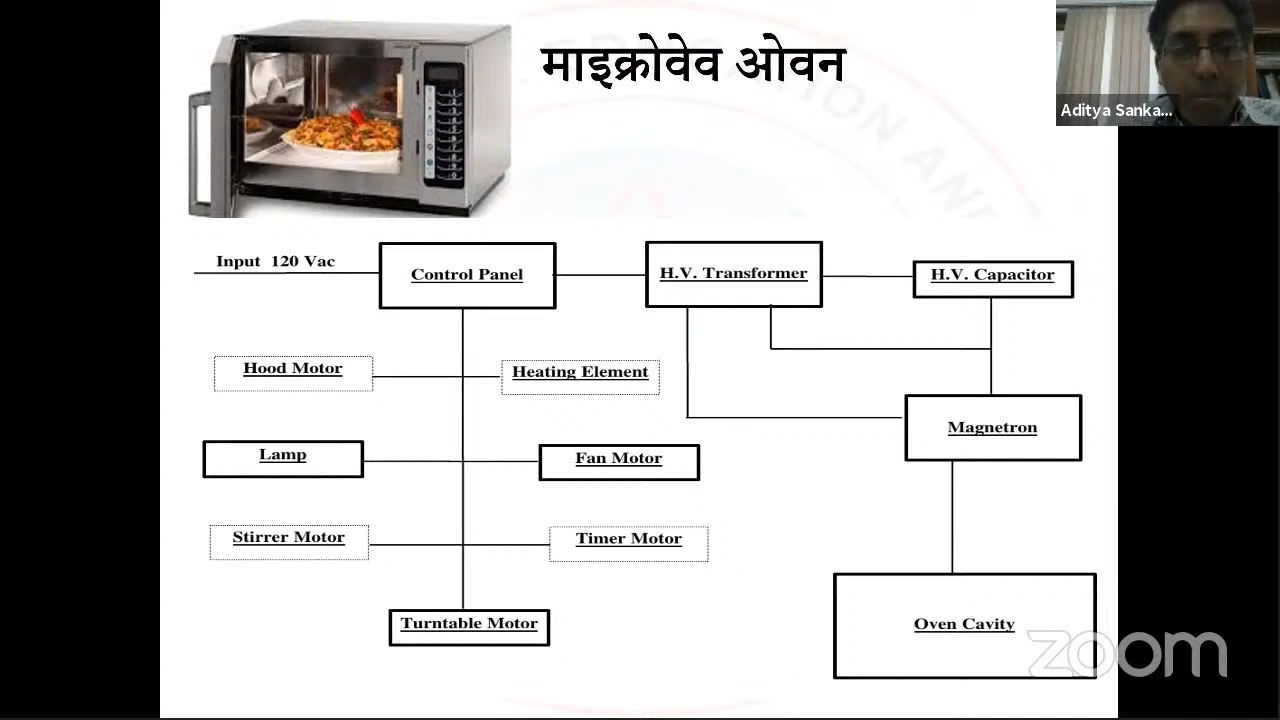 माइक्रोवेव ओवन
Aditya Sanka...
Input 120 Vac
Control Panel
H.V. Transformer
H.V. Capacitor
Hood Motor
Heating Element
Magnetron
Lamp
Fan Motor
Stirrer Motor
Timer Motor
Turntable Motor
Oven Cavity
zoom